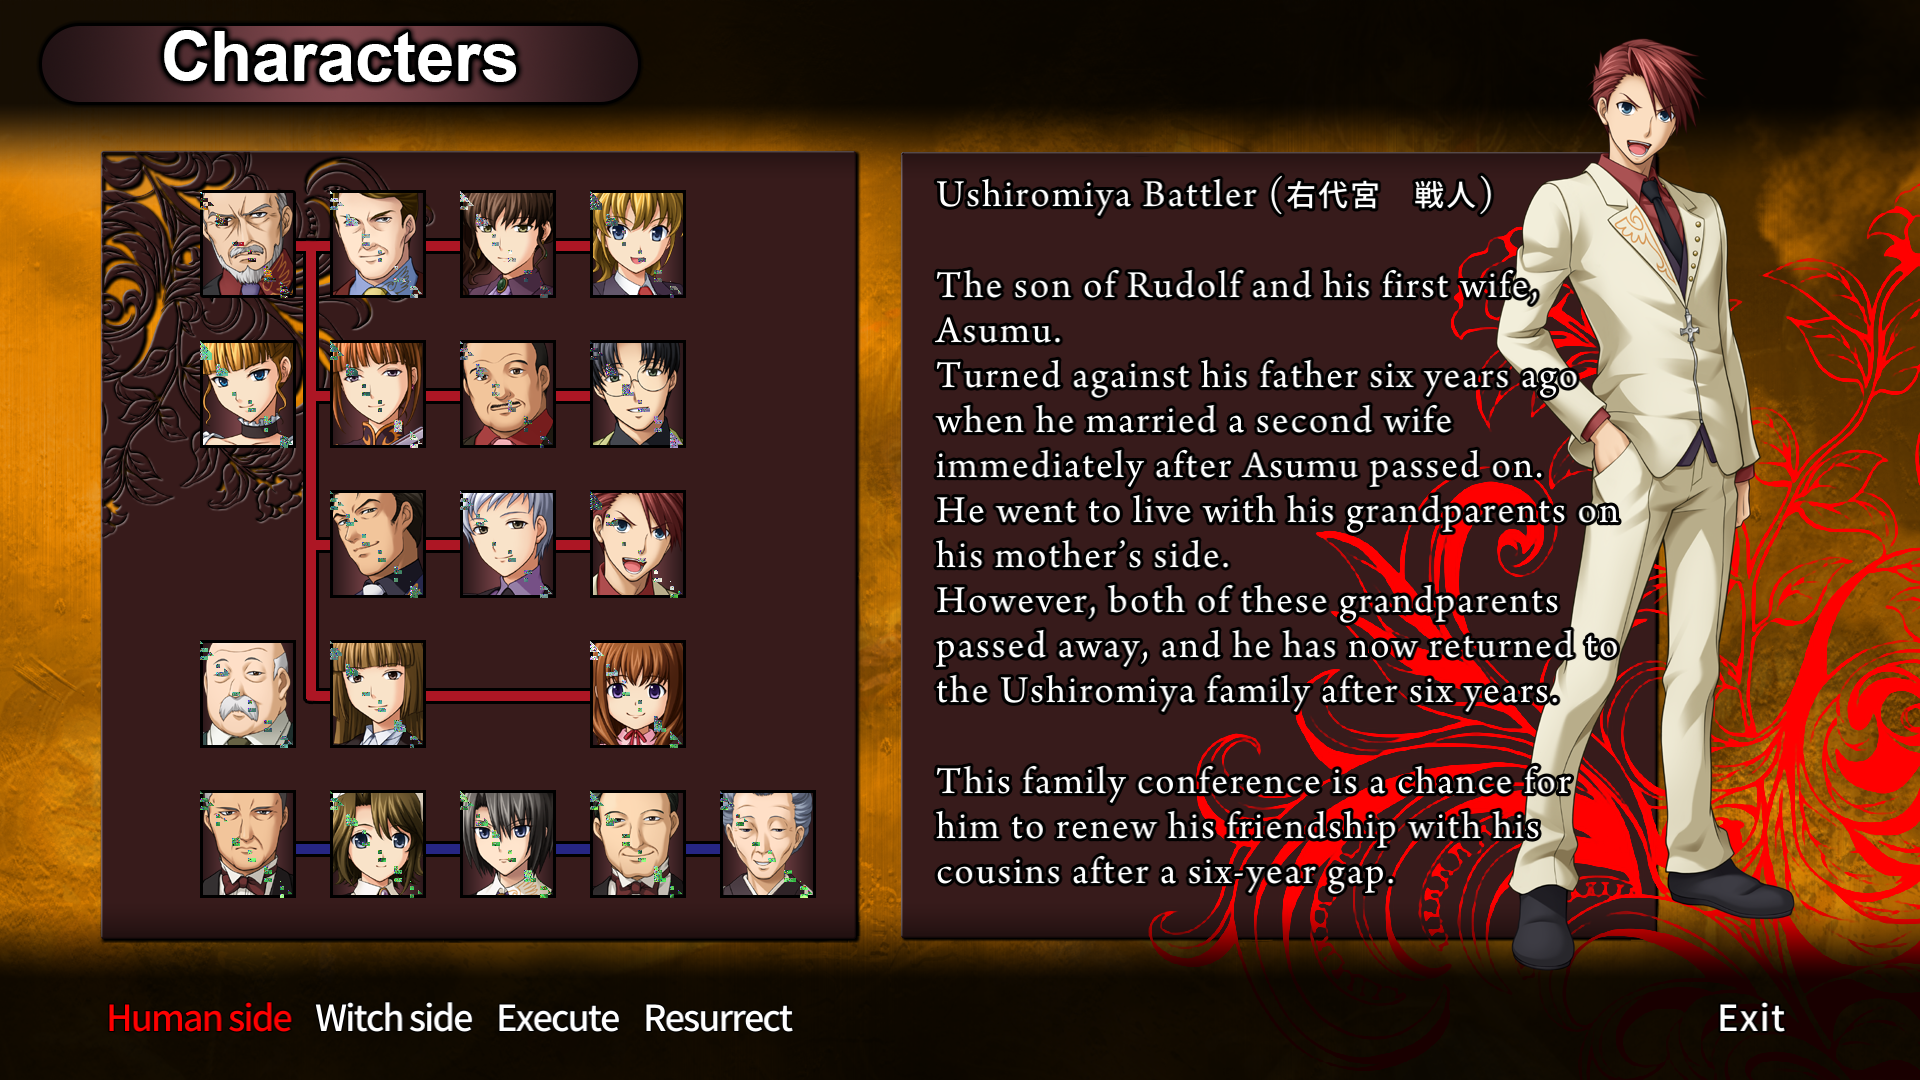 Characters
Ushiromiya Battler (右代宮　戦人)
The son of Rudolf and his first wife,
Asumu.
Turned against his father six years ago
when he married a second wife
immediately after Asumu passed on.
He went to live with his grandparents on
his mother’s side.
However, both of these grandparents
passed away, and he has now returned to
the Ushiromiya family after six years.
This family conference is a chance for
him to renew his friendship with his
cousins after a six-year gap.
Human side Witch side Execute Resurrect Exit